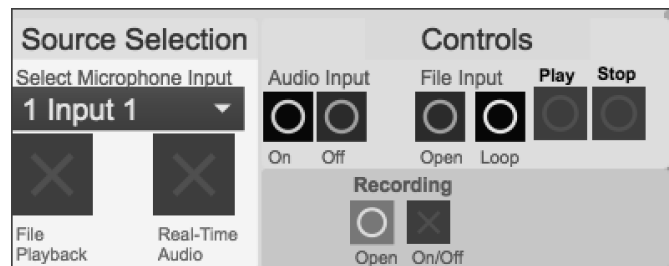 Source Selection
Controls
Select Microphone Input
1 Input 1
Audio Input
File Input
Play
Stop
On
Off
Open
Loop
File
Playback
Real-Time
Audio
Recording
Open
On/Off